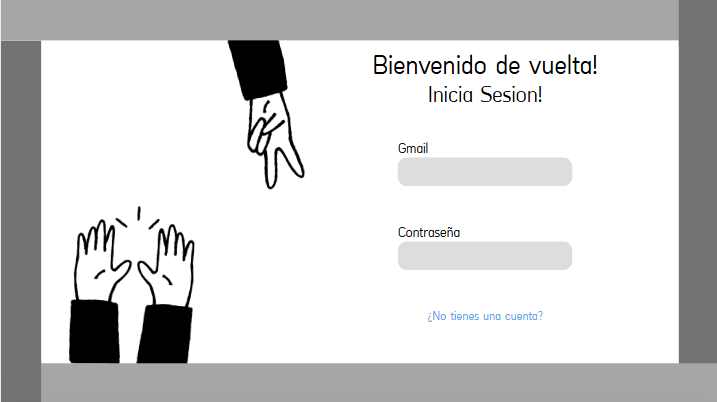 Bienvenido de vuelta!
Inicia Sesion!
Gmail
Contraseña
¿No tienes una cuenta?